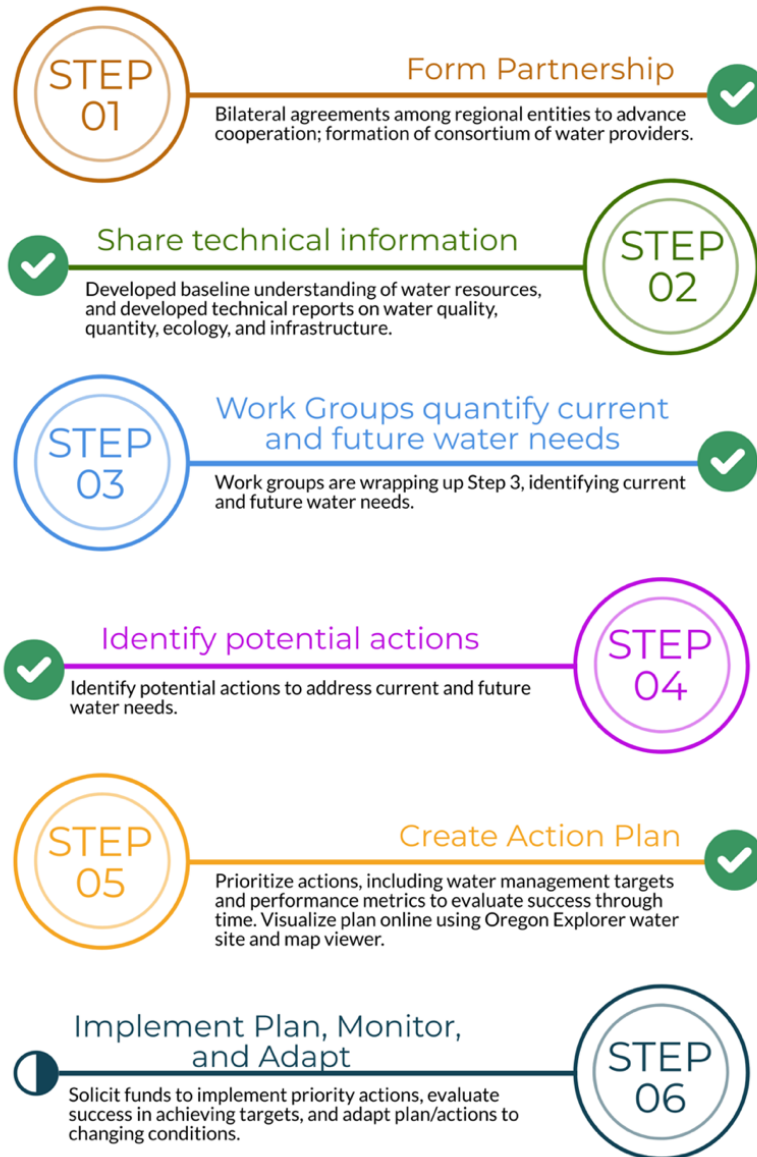 STEP
01
Form Partnership
Bilateral agreements among regional entities to advance
cooperation; formation of consortium of water providers.
Share technical information
STEP
02
Developed baseline understanding of water resources,
and developed technical reports on water quality,
quantity, ecology, and infrastructure.
STEP
03
Work Groups quantify current
and future water needs
Work groups are wrapping up Step 3, identifying current
and future water needs.
Identify potential actions
STEP
04
Identify potential actions to address current and future
water needs.
STEP
05
Create Action Plan
Prioritize actions, including water management targets
and performance metrics to evaluate success through
time. Visualize plan online using Oregon Explorer water
site and map viewer.
Implement Plan, Monitor,
and Adapt
STEP
06
Solicit funds to implement priority actions, evaluate
success in achieving targets, and adapt plan/actions to
changing conditions.